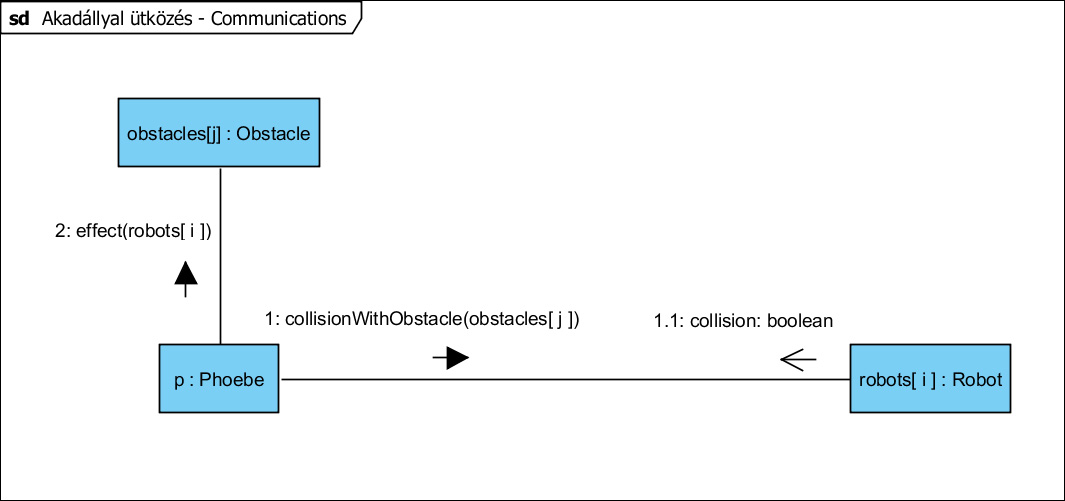 sd Akadállyal ütközés - Communications
obstacles[j] : Obstacle
2: effect(robots[ i ])
1: collisionWithObstacle(obstacles[ j ])
1.1: collision: boolean
p : Phoebe
robots[ i ] : Robot